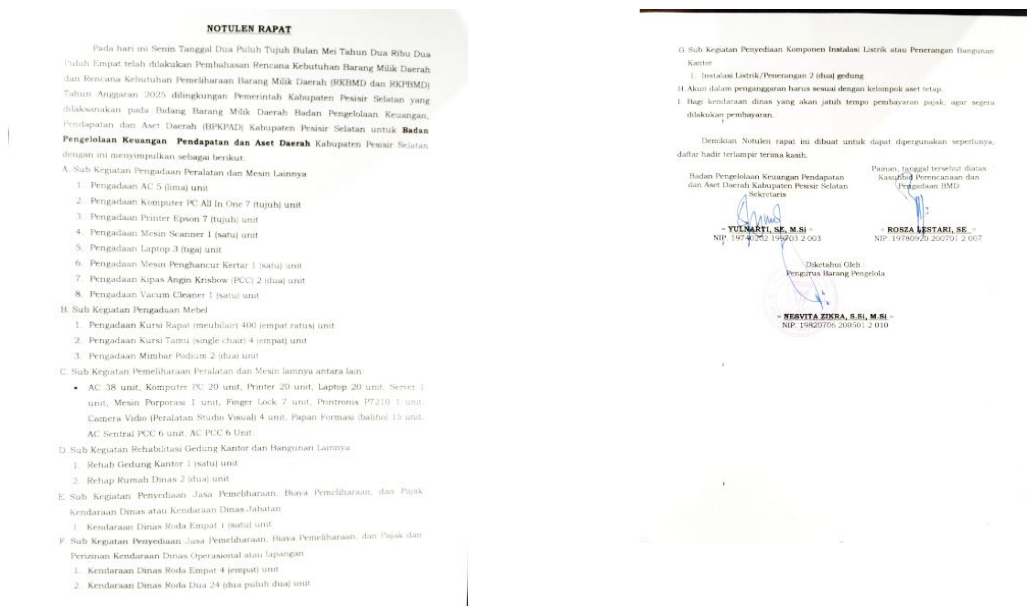 NOTULEN RAPAT
Pada hari ini Senin Tanggal Dua Puluh Tujuh Bulan Mei Tahun Dua Ribu Dua
Puluh Empat telah dilakukan Pembahasan Rencana Kebutuhan Barang Milik Daerah
dan Rencana Kebutuhan Pemeliharaan Barang Milik Daerah (RKBMD dan RKPBMD)
Tahun Anggaran 2025 dilingkungan Pemerintah Kabupaten Pesisir Selatan yang
dilaksanakan pada Bidang Barang Milik Daerah Badan Pengelolaan Keuangan,
Pendapatan dan Aset Daerah (BPKPAD) Kabupaten Pesisir Selatan untuk Badan
Pengelolaan Keuangan Pendapatan dan Aset Daerah Kabupaten Pesisir Selatan
dengan ini menyimpulkan sebagai berikut:
A. Sub Kegiatan Pengadaan Peralatan dan Mesin Lainnya
1. Pengadaan AC 5 (lima) unit
2. Pengadaan Komputer PC All In One 7 (tujuh) unit
3. Pengadaan Printer Epson 7 (tujuh) unit
4. Pengadaan Mesin Scanner 1 (satu) unit
5. Pengadaan Laptop 3 (tiga) unit
6. Pengadaan Mesin Penghancur Kertar 1 (satu) unit
7. Pengadaan Kipas Angin Krisbow (PCC) 2 (dua) unit
8. Pengadaan Vacum Cleaner 1 (satu) unit
B. Sub Kegiatan Pengadaan Mebel
1. Pengadaan Kursi Rapat (meubilair) 400 (empat ratus) unit
2. Pengadaan Kursi Tamu (single chair) 4 (empat) unit
3. Pengadaan Mimbar Podium 2 (dua) unit
C. Sub Kegiatan Pemeliharaan Peralatan dan Mesin lainnya antara lain:
• AC 38 unit, Komputer PC 20 unit, Printer 20 unit, Laptop 20 unit, Server 1
unit, Mesin Porporasi 1 unit, Finger Lock 7 unit, Printronix P7210 1 unit,
Camera Vidio (Peralatan Studio Visual) 4 unit, Papan Formasi (baliho) 15 unit,
AC Sentral PCC 6 unit, AC PCC 6 Unit.
D. Sub Kegiatan Rehabilitasi Gedung Kantor dan Bangunan Lainnya
1. Rehab Gedung Kantor 1 (satu) unit
2. Rehap Rumah Dinas 2 (dua) unit
E. Sub Kegiatan Penyediaan Jasa Pemeliharaan, Biaya Pemeliharaan, dan Pajak
Kendaraan Dinas atau Kendaraan Dinas Jabatan
1. Kendaraan Dinas Roda Empat 1 (satu) unit
F. Sub Kegiatan Penyediaan Jasa Pemeliharaan, Biaya Pemeliharaan, dan Pajak dan
Perizinan Kendaraan Dinas Operasional atau lapangan
1. Kendaraan Dinas Roda Empat 4 (empat) unit
2. Kendaraan Dinas Roda Dua 24 (dua puluh dua) unit
G. Sub Kegiatan Penyediaan Komponen Instalasi Listrik atau Penerangan Bangunan
Kantor
1. Instalasi Listrik/Penerangan 2 (dua) gedung
H. Akun dalam penganggaran harus sesuai dengan kelompok aset tetap.
I. Bagi kendaraan dinas yang akan jatuh tempo pembayaran pajak, agar segera
dilakukan pembayaran.
Demikian Notulen rapat ini dibuat untuk dapat dipergunakan seperlunya,
daftar hadir terlampir terima kasih.
Painan, tanggal tersebut diatas
Badan Pengelolaan Keuangan Pendapatan
dan Aset Daerah Kabupaten Pesisir Selatan
Sekretaris
Kasubbid Perencanaan dan
Pengadaan BMD
- YULNARTI, SE, M.Si -
NIP. 19740202 199703 2 003
- ROSZA LESTARI, SE -
NIP. 19780920 200701 2 007
Diketahui Oleh :
Pengurus Barang Pengelola
- NESVITA ZIKRA, S.Si, M.Si -
NIP. 19820706 200501 2 010